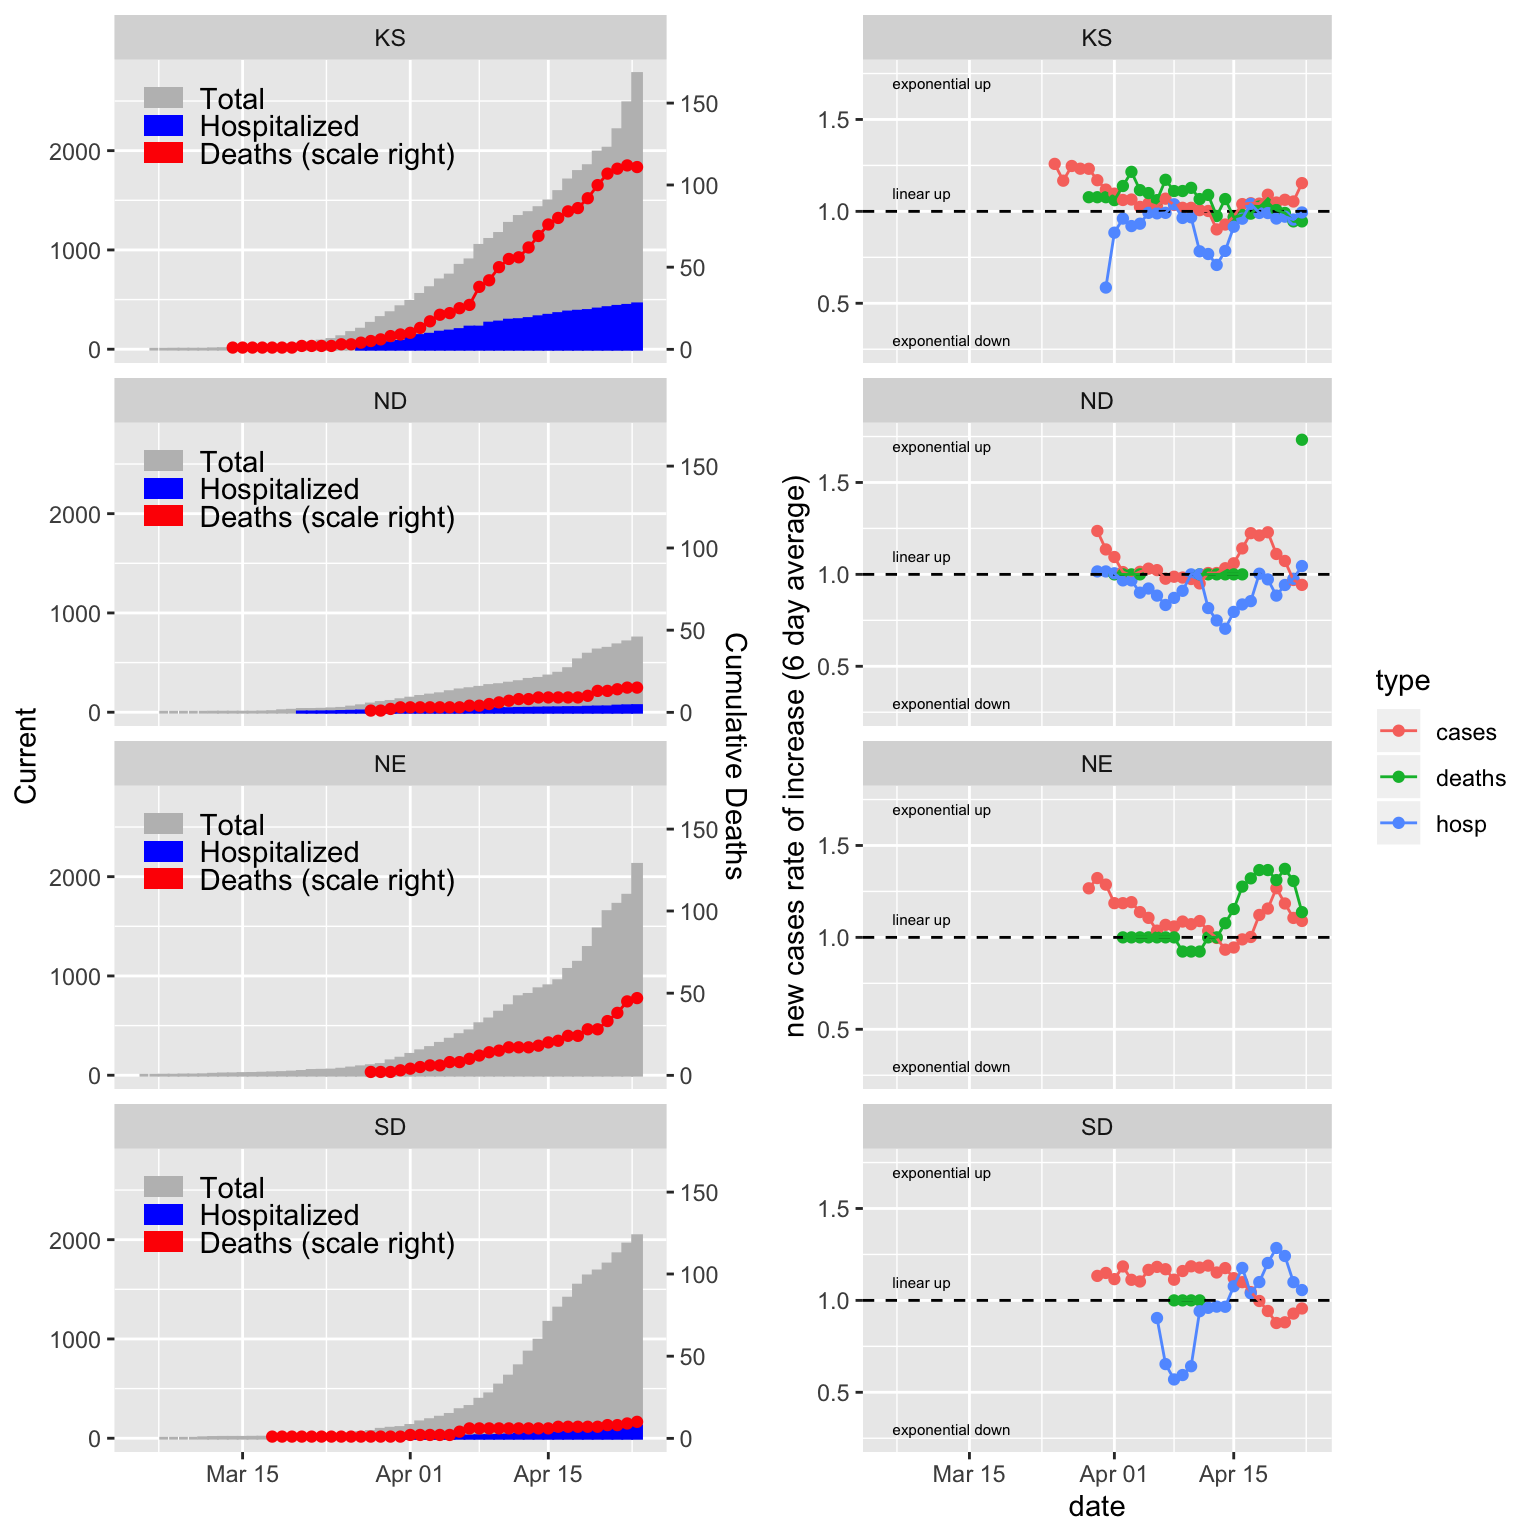 KS
Total
Hospitalized
Deaths (scale right)
2000
1000
0
150
100
50
0
ND
Total
Hospitalized
Deaths (scale right)
2000
1000
0
150
100
50
0
NE
Total
Hospitalized
Deaths (scale right)
2000
1000
0
150
100
50
0
SD
Total
Hospitalized
Deaths (scale right)
2000
1000
0
150
100
50
0
Mar 15
Apr 01
Apr 15
Current
Cumulative Deaths
KS
exponential up
linear up
exponential down
1.5
1.0
0.5
ND
exponential up
linear up
exponential down
1.5
1.0
0.5
NE
exponential up
linear up
exponential down
1.5
1.0
0.5
SD
exponential up
linear up
exponential down
1.5
1.0
0.5
Mar 15
Apr 01
Apr 15
date
new cases rate of increase (6 day average)
type
cases
deaths
hosp